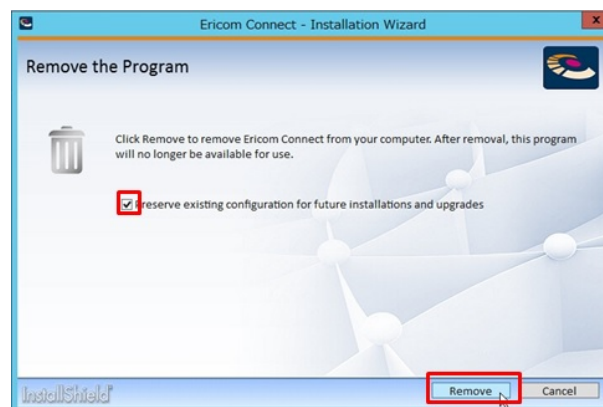 Ericom Connect - Installation Wizard
x
Remove the Program
Click Remove to remove Ericom Connect from your computer. After removal, this program
will no longer be available for use.
Preserve existing configuration for future installations and upgrades
InstallShield
Remove
Cancel